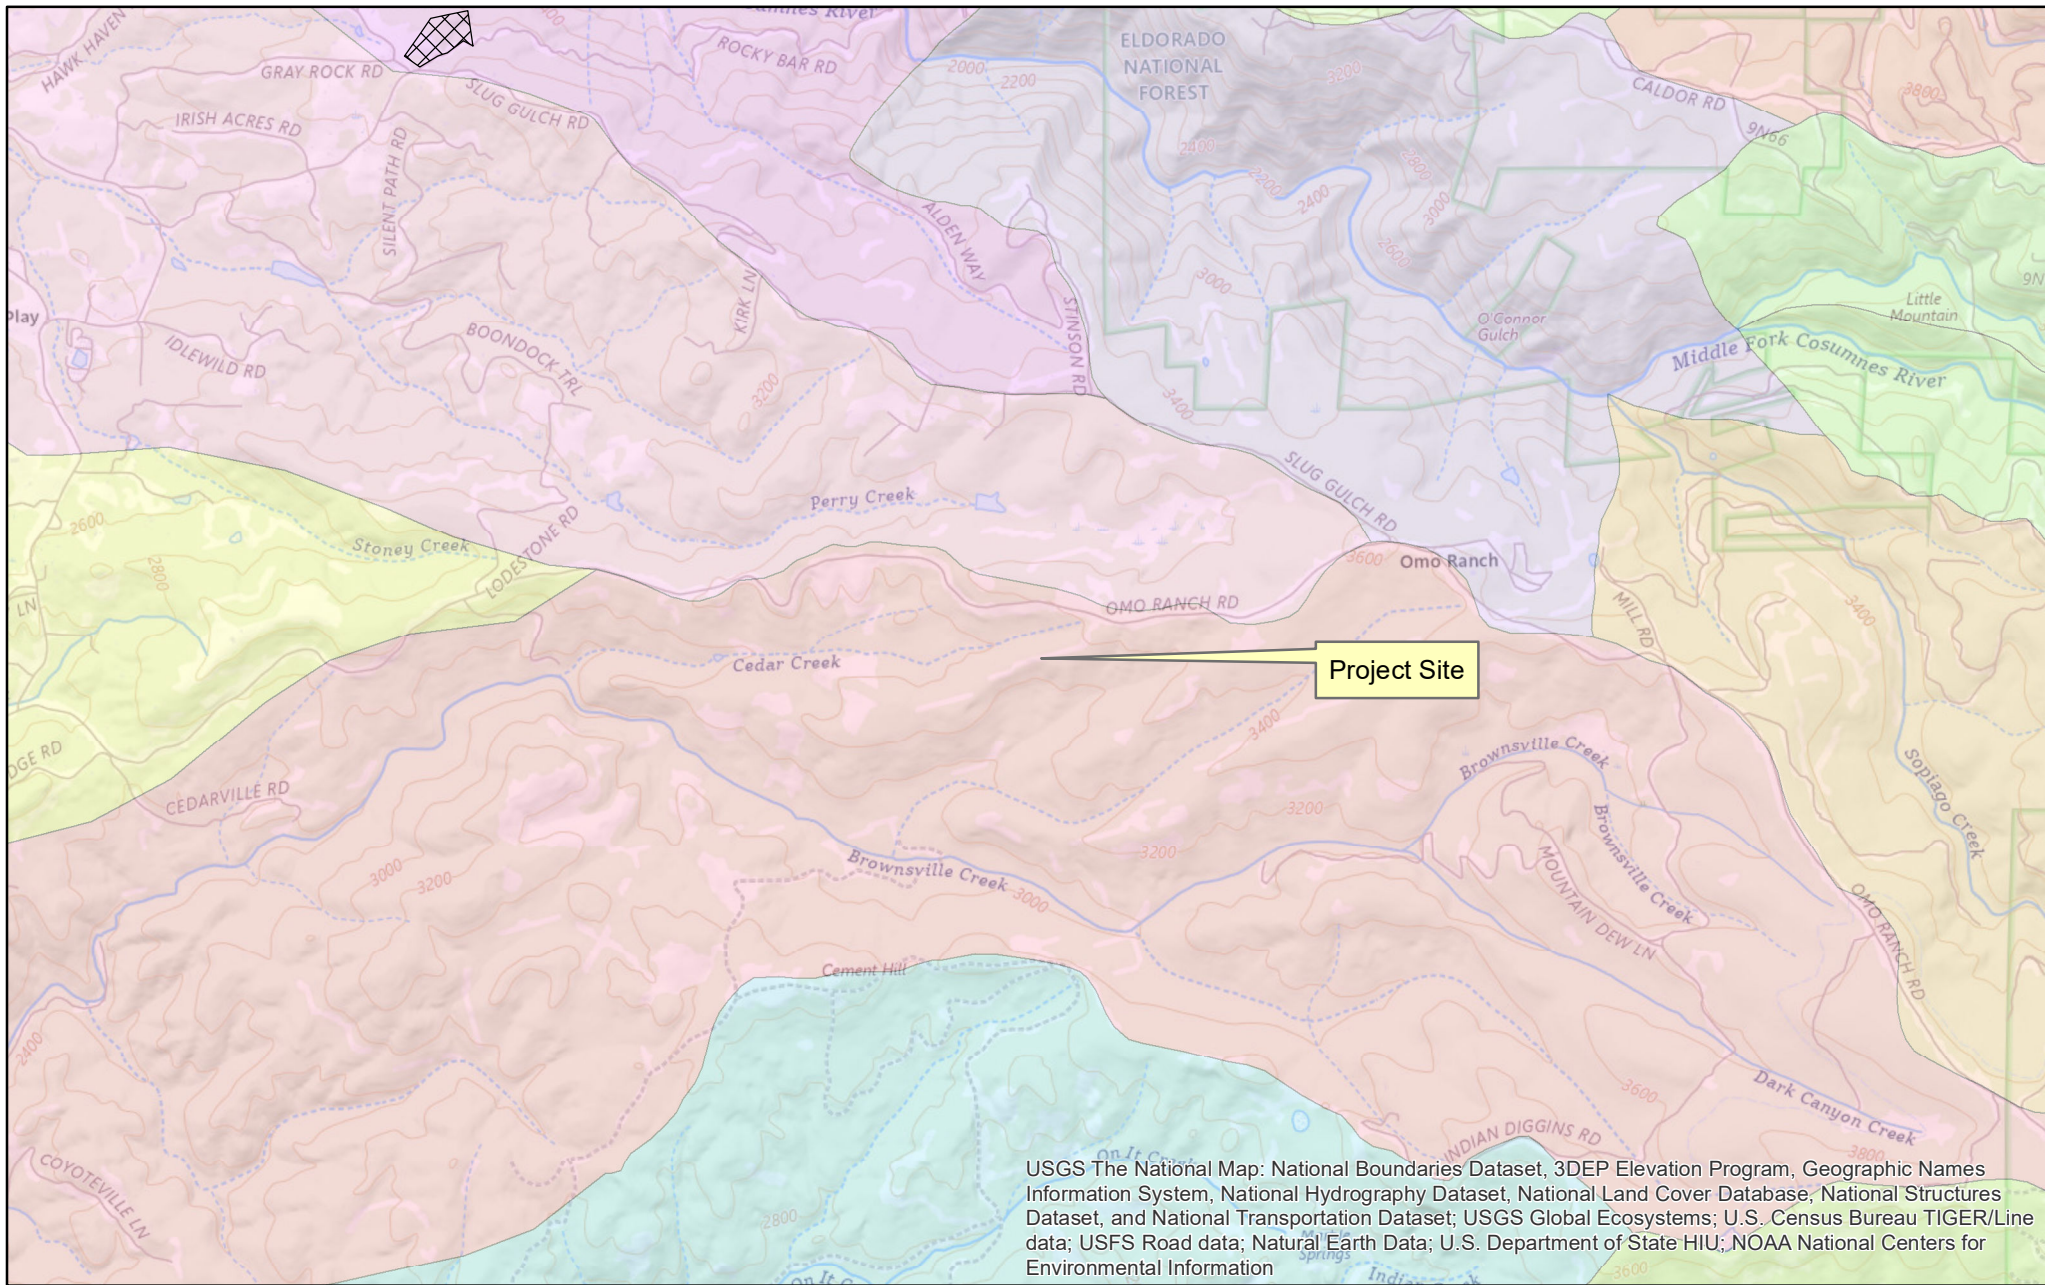 HAWK HAVEN
GRAY ROCK RD
IRISH ACRES RD
SILENT PATH RD
SLUG GULCH RD
ROCKY BAR RD
River
2000
2200
ELDORADO
NATIONAL
FOREST
3200
CALDOR RD
9N66
3800
2400
2200
2400
2800
3000
2600
3000
ALDEN WAY
STINSON RD
KIRK LN
BOONDOCK TRL
IDLEWILD RD
3200
3400
O'Connor
Gulch
Little
Mountain
9N
Middle Fork Cosumnes River
SLUG GULCH RD
Perry Creek
2600
Stoney Creek
2800
LODESTONE RD
LN
3600
Omo Ranch
OMO RANCH RD
MILL RD
3400
Cedar Creek
Project Site
3400
Brownsville Creek
Sopiago Creek
DGE RD
CEDARVILLE RD
3200
3200
Brownsville Creek
MOUNTAIN DEW LN
Brownsville Creek
3000
3200
3000
OMO RANCH RD
Cement Hill
2400
3600
Dark Canyon Creek
INDIAN DIGGINS RD
3800
COYOTEVILLE LN
2800
USGS The National Map: National Boundaries Dataset, 3DEP Elevation Program, Geographic Names
Information System, National Hydrography Dataset, National Land Cover Database, National Structures
Dataset, and National Transportation Dataset; USGS Global Ecosystems; U.S. Census Bureau TIGER/Line
data; USFS Road data; Natural Earth Data; U.S. Department of State HIU; NOAA National Centers for
Environmental Information
3600